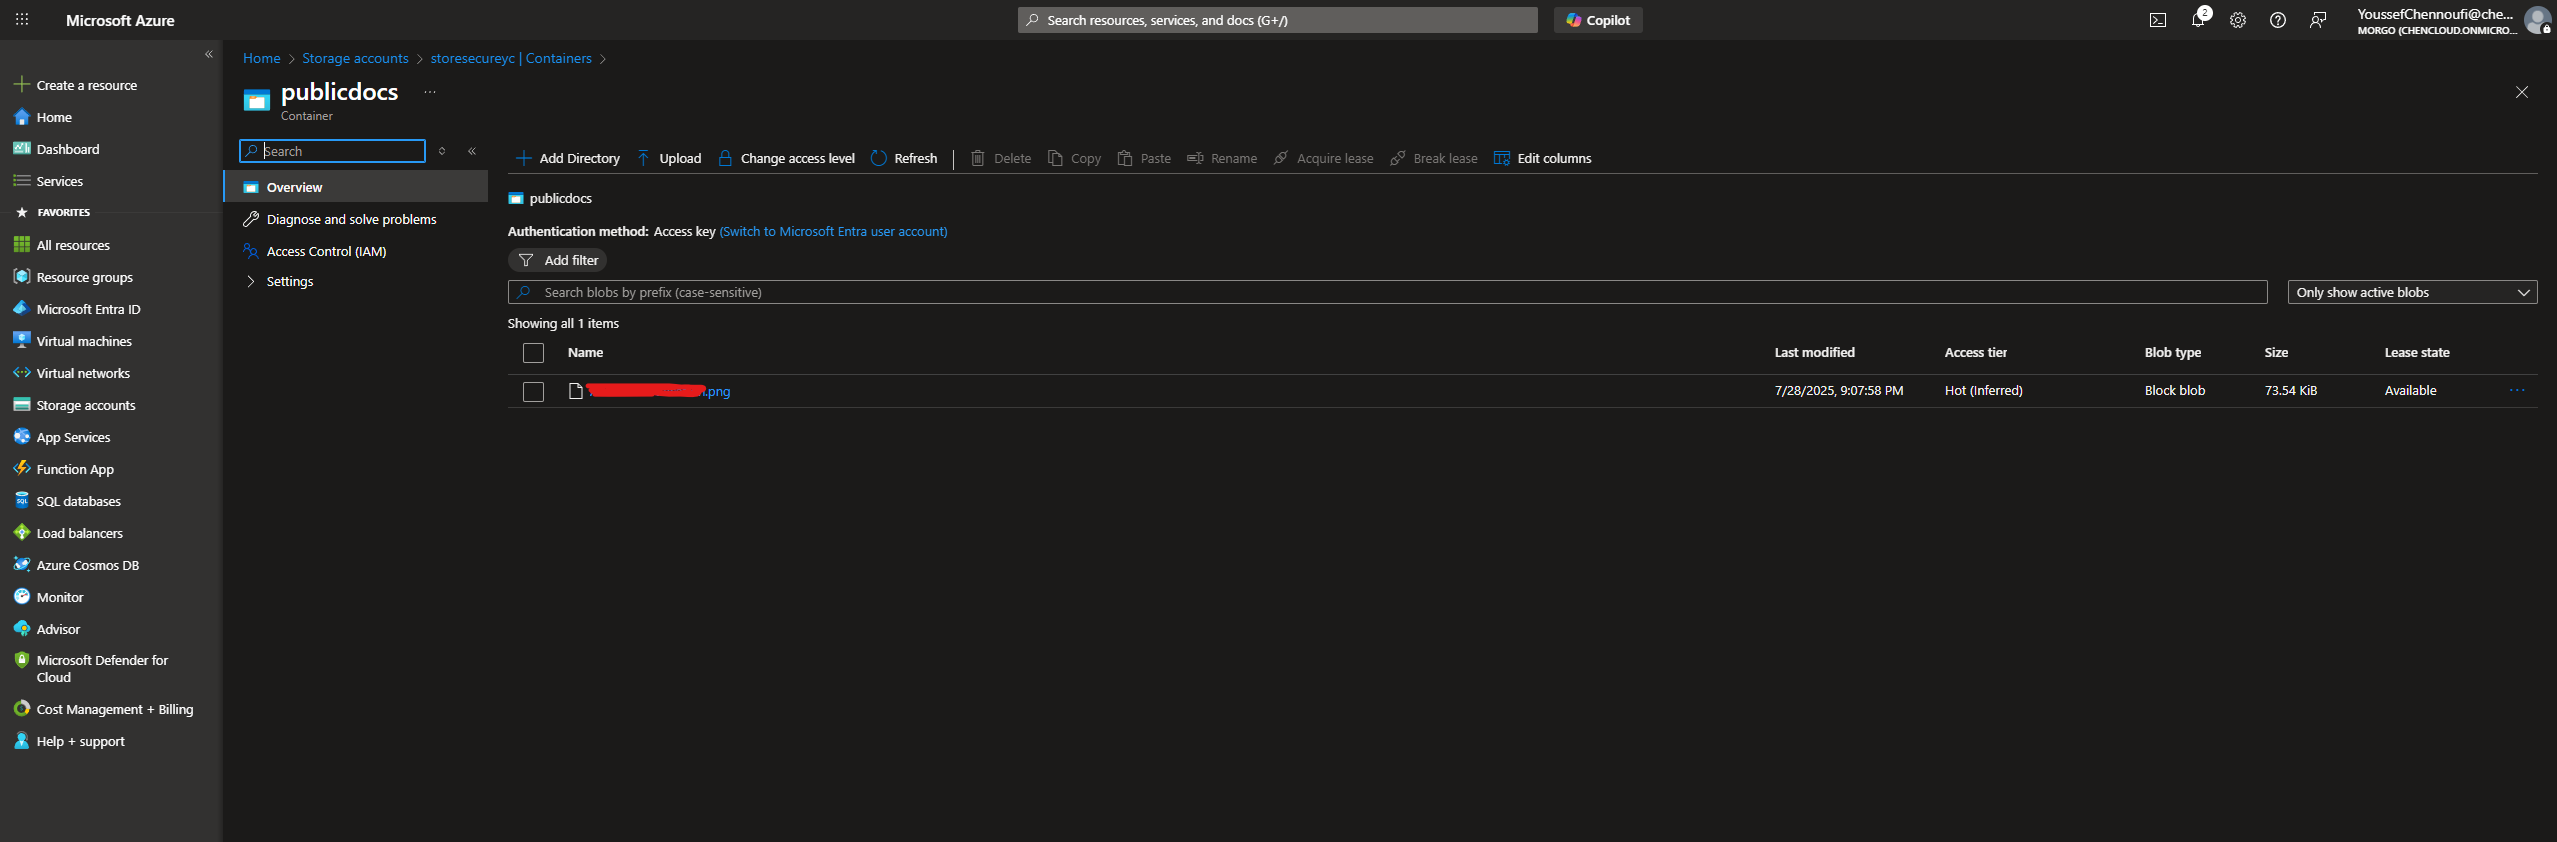 Microsoft Azure
Search resources, services, and docs (G+/)
Copilot
2
YoussefChennoufi@che...
MORGO (CHENCLOUD.ONMICRO...
Create a resource
Home
Dashboard
Services
FAVORITES
All resources
Resource groups
Microsoft Entra ID
Virtual machines
Virtual networks
Storage accounts
App Services
Function App
SQL databases
Load balancers
Azure Cosmos DB
Monitor
Advisor
Microsoft Defender for
Cloud
Cost Management + Billing
Help + support
Home > Storage accounts > storesecureyc | Containers >
publicdocs ...
Container
Search
Overview
Diagnose and solve problems
Access Control (IAM)
Settings
Add Directory Upload Change access level Refresh Delete Copy Paste Rename Acquire lease Break lease Edit columns
publicdocs
Authentication method: Access key (Switch to Microsoft Entra user account)
Add filter
Search blobs by prefix (case-sensitive)
Only show active blobs
Showing all 1 items
Name Last modified Access tier Blob type Size Lease state
.png 7/28/2025, 9:07:58 PM Hot (Inferred) Block blob 73.54 KiB Available ...